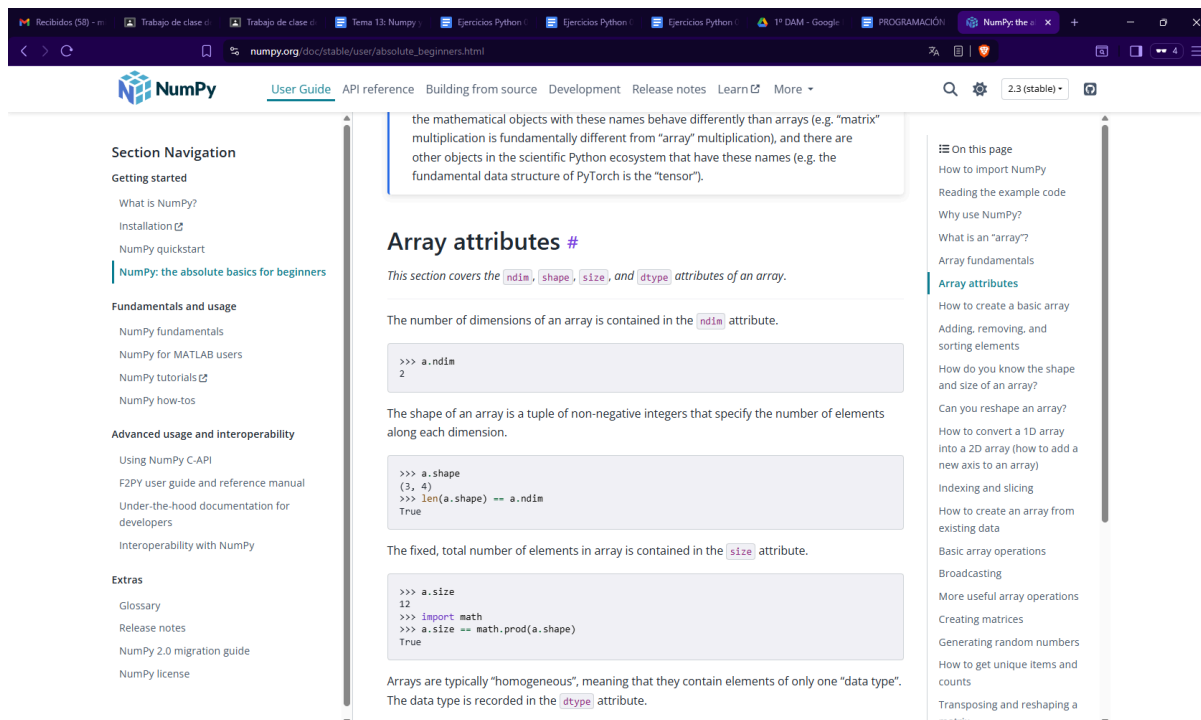 Recibidos (58) - m
Trabajo de clase d
Trabajo de clase d
Tema 13: Numpy y
Ejercicios Python
Ejercicios Python
Ejercicios Python
1º DAM - Google
PROGRAMACIÓN
NumPy: the a
numpy.org/doc/stable/user/absolute_beginners.html
4
NumPy
User Guide
API reference
Building from source
Development
Release notes
Learn
More
2.3 (stable)
Section Navigation
Getting started
What is NumPy?
Installation
NumPy quickstart
NumPy: the absolute basics for beginners
Fundamentals and usage
NumPy fundamentals
NumPy for MATLAB users
NumPy tutorials
NumPy how-tos
Advanced usage and interoperability
Using NumPy C-API
F2PY user guide and reference manual
Under-the-hood documentation for
developers
Interoperability with NumPy
Extras
Glossary
Release notes
NumPy 2.0 migration guide
NumPy license
the mathematical objects with these names behave differently than arrays (e.g. “matrix”
multiplication is fundamentally different from “array” multiplication), and there are
other objects in the scientific Python ecosystem that have these names (e.g. the
fundamental data structure of PyTorch is the “tensor”).
Array attributes #
This section covers the ndim, shape, size, and dtype attributes of an array.
The number of dimensions of an array is contained in the ndim attribute.
>>> a.ndim
2
The shape of an array is a tuple of non-negative integers that specify the number of elements
along each dimension.
>>> a.shape
(3, 4)
>>> len(a.shape) == a.ndim
True
The fixed, total number of elements in array is contained in the size attribute.
>>> a.size
12
>>> import math
>>> a.size == math.prod(a.shape)
True
Arrays are typically “homogeneous”, meaning that they contain elements of only one “data type”.
The data type is recorded in the dtype attribute.
On this page
How to import NumPy
Reading the example code
Why use NumPy?
What is an “array”?
Array fundamentals
Array attributes
How to create a basic array
Adding, removing, and
sorting elements
How do you know the shape
and size of an array?
Can you reshape an array?
How to convert a 1D array
into a 2D array (how to add a
new axis to an array)
Indexing and slicing
How to create an array from
existing data
Basic array operations
Broadcasting
More useful array operations
Creating matrices
Generating random numbers
How to get unique items and
counts
Transposing and reshaping a